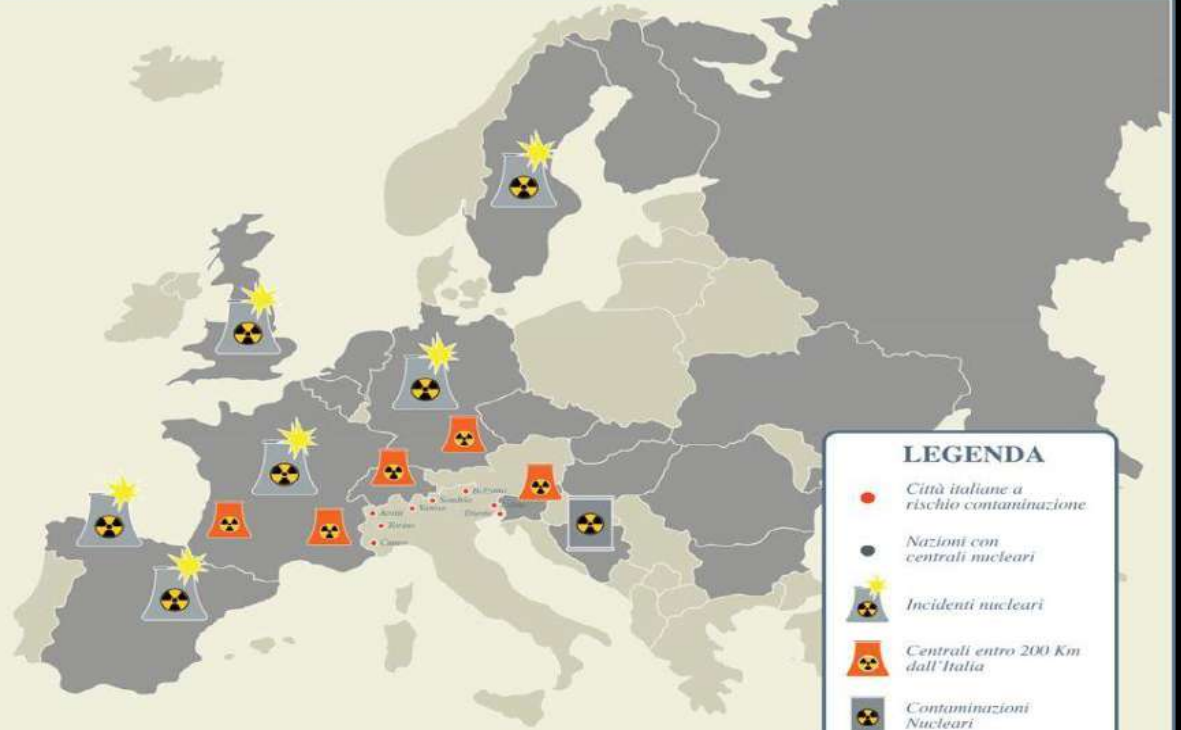 Bolzano
Sondrio
Varese
Aosta
Torino
Cuneo
Trieste
LEGENDA
Città italiane a
rischio contaminazione
Nazioni con
centrali nucleari
Incidenti nucleari
Centrali entro 200 Km
dall'Italia
Contaminazioni
Nucleari